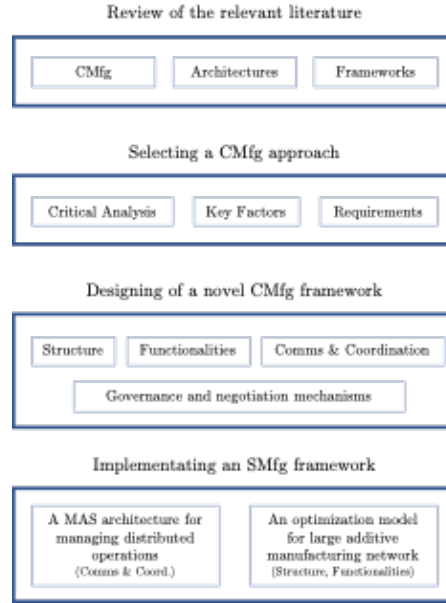 Review of the relevant literature
CMfg Architectures Frameworks
Selecting a CMfg approach
Critical Analysis Key Factors Requirements
Designing of a novel CMfg framework
Structure Functionalities Comms & Coordination
Governance and negotiation mechanisms
Implementating an SMfg framework
A MAS architecture for
managing distributed
operations
(Comms & Coord.)
An optimization model
for large additive
manufacturing network
(Structure, Functionalities)